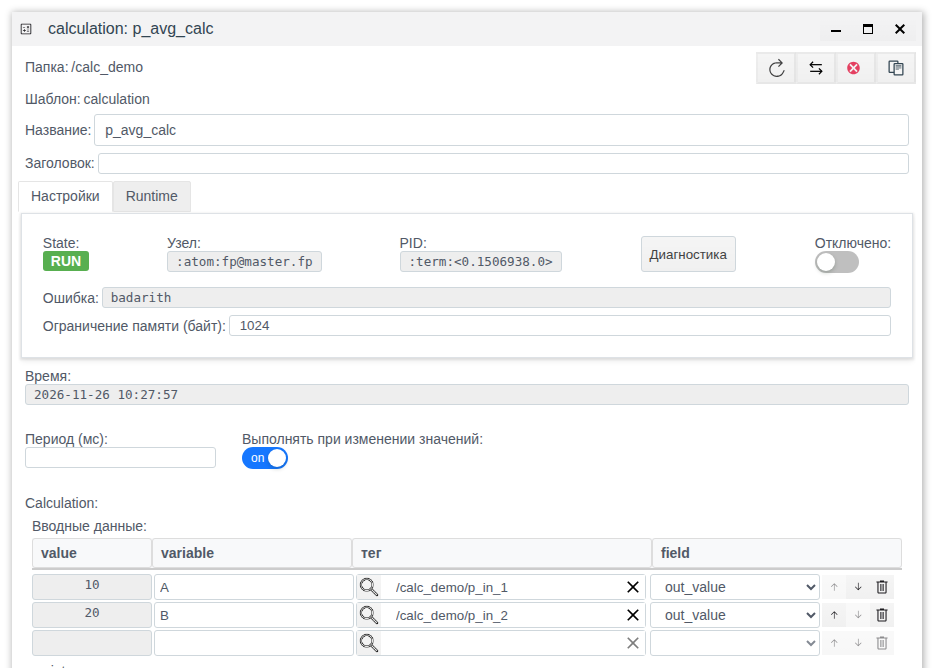 calculation: p_avg_calc
Папка: /calc_demo
Шаблон: calculation
Название: p_avg_calc
Заголовок:
Настройки Runtime
State: Узел: PID: Отключено:
RUN :atom:fp@master.fp :term:<0.1506938.0> Диагностика
Ошибка: badarith
Ограничение памяти (байт): 1024
Время:
2026-11-26 10:27:57
Период (мс): Выполнять при изменении значений:
on
Calculation:
Вводные данные:
value variable тег field
10 A /calc_demo/p_in_1 out_value
20 B /calc_demo/p_in_2 out_value